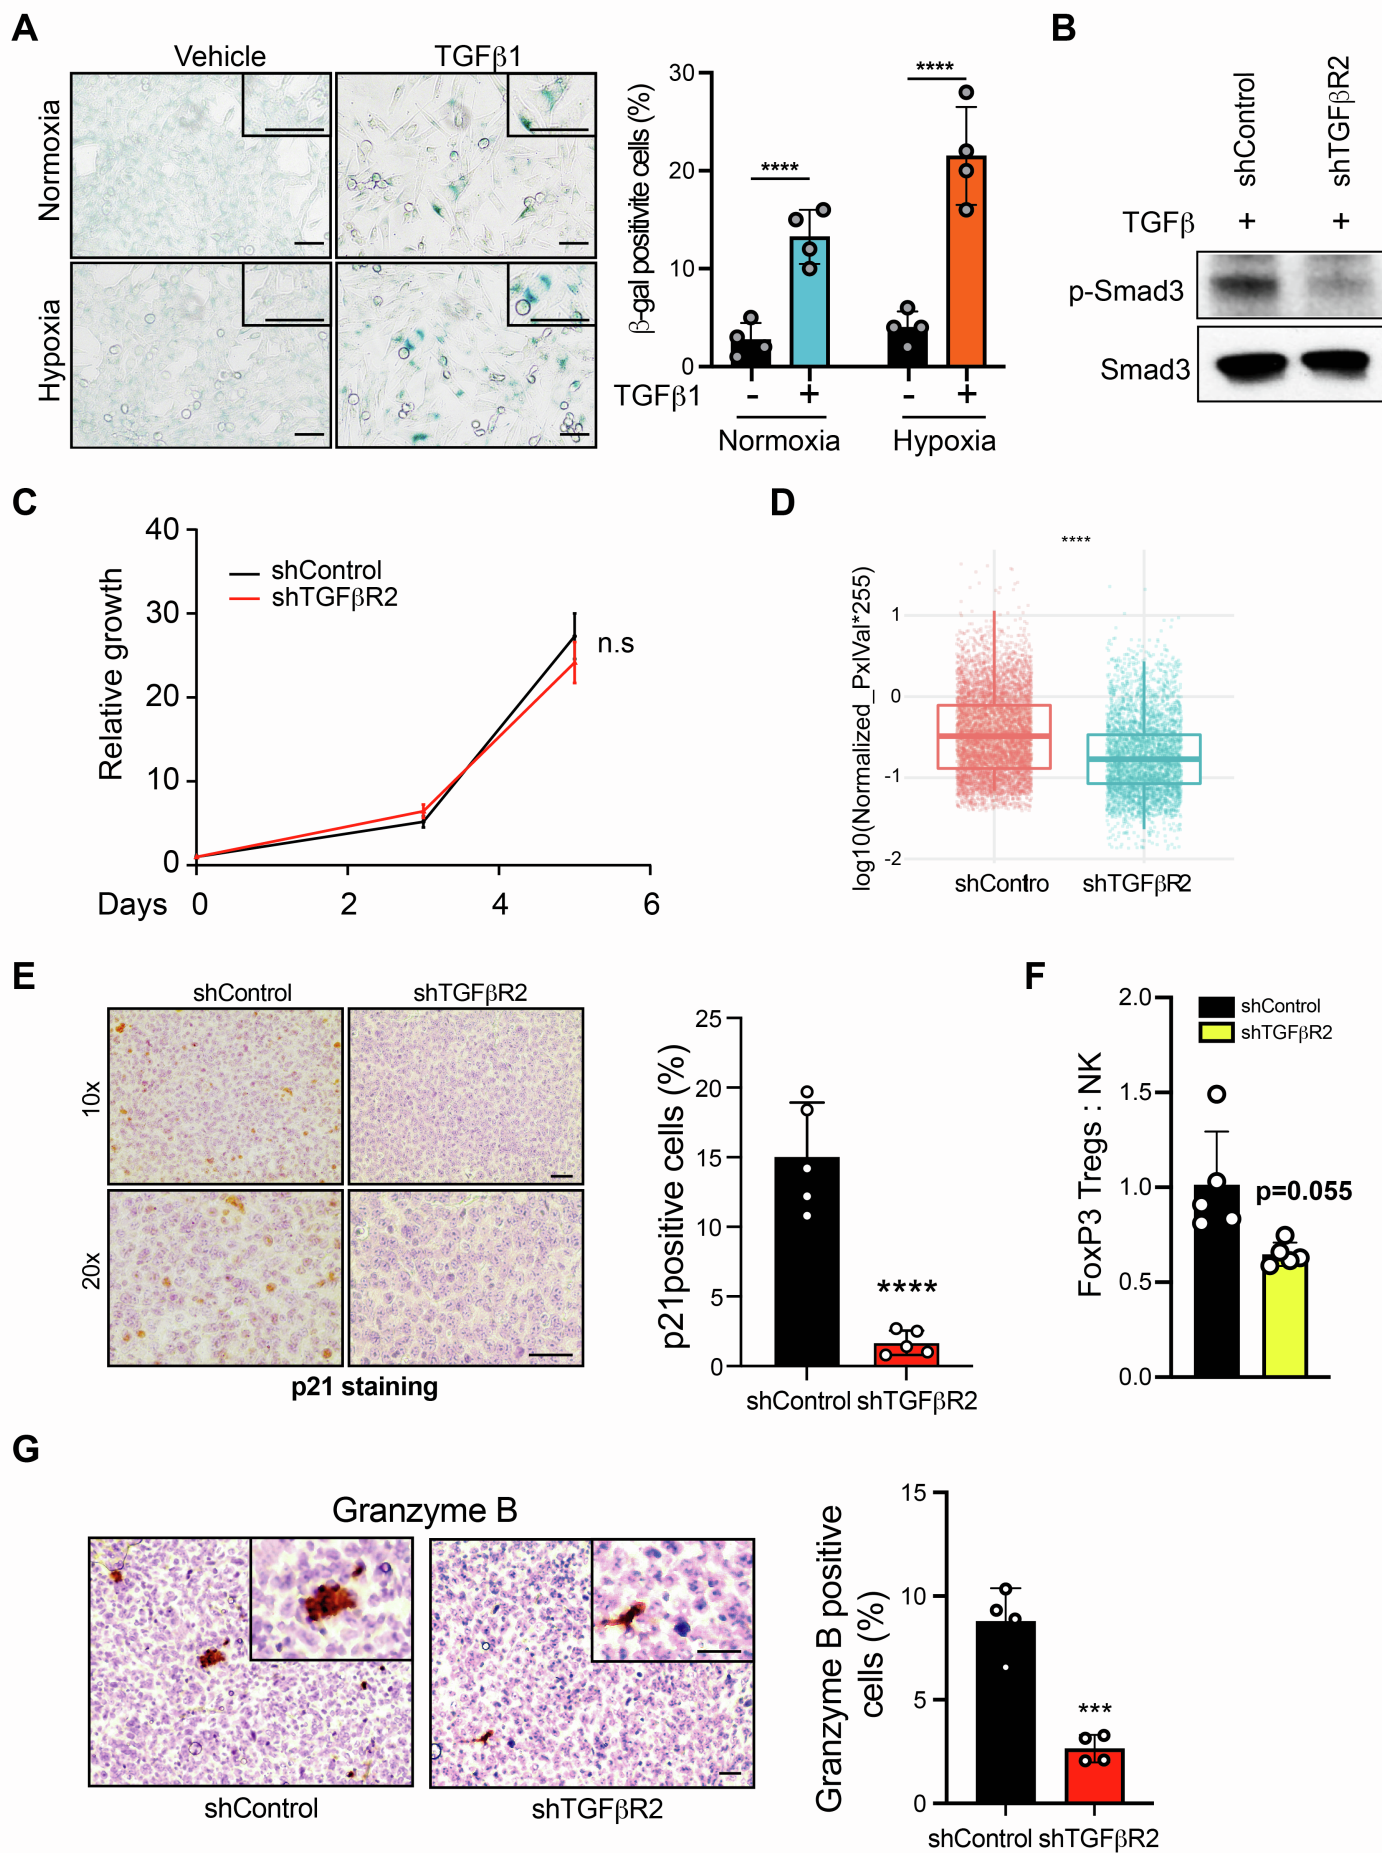 A
Vehicle
TGFβ1
Normoxia
Hypoxia
β-gal positivite cells (%)
30
20
10
0
****
****
TGFβ1
-
+
-
+
Normoxia
Hypoxia
B
shControl
shTGFβR2
TGFβ
+
+
p-Smad3
Smad3
C
Relative growth
40
30
20
10
0
shControl
shTGFβR2
n.s
Days
0
2
4
6
D
****
log10(Normalized_PxlVal*255)
1
0
-1
-2
shContro
shTGFβR2
E
shControl
shTGFβR2
10x
20x
p21 staining
p21positive cells (%)
25
20
15
10
5
0
****
shControl
shTGFβR2
F
FoxP3 Tregs : NK
2.0
1.5
1.0
0.5
0.0
shControl
shTGFβR2
p=0.055
G
Granzyme B
shControl
shTGFβR2
Granzyme B positive
cells (%)
15
10
5
0
***
shControl
shTGFβR2